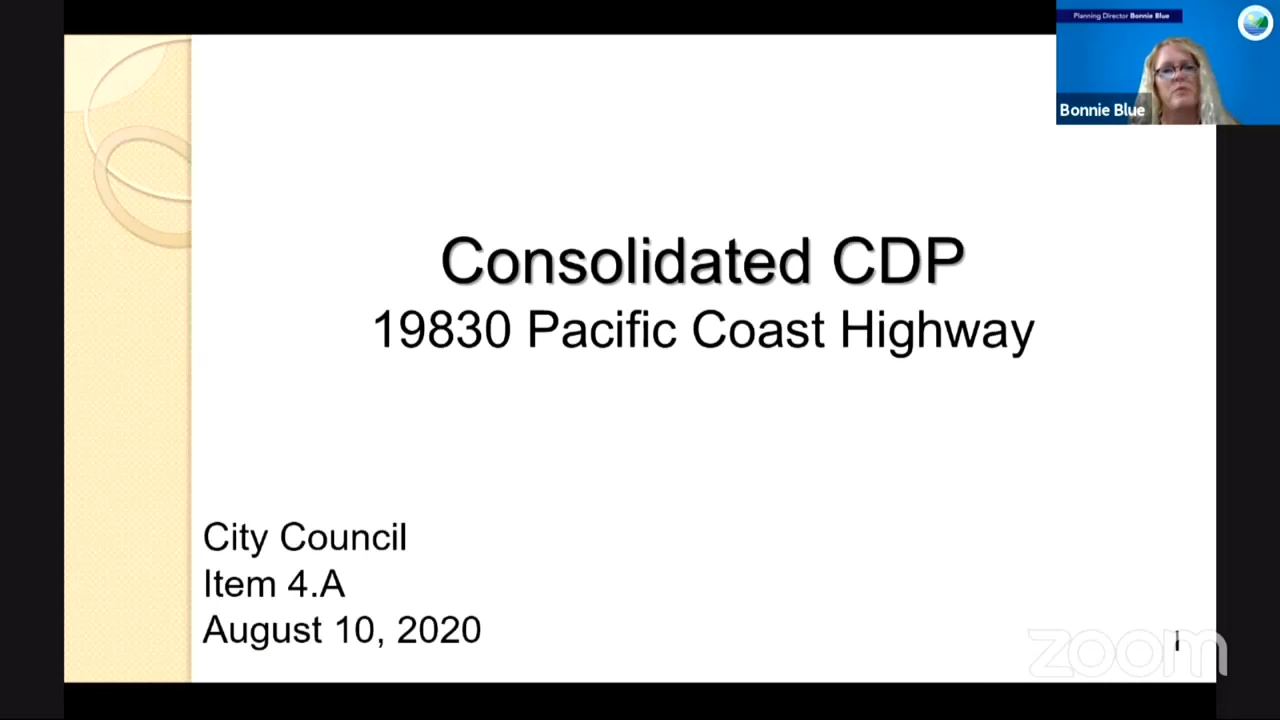 Planning Director Bonnie Blue
Bonnie Blue
Consolidated CDP
19830 Pacific Coast Highway
City Council
Item 4.A
August 10, 2020
zoom